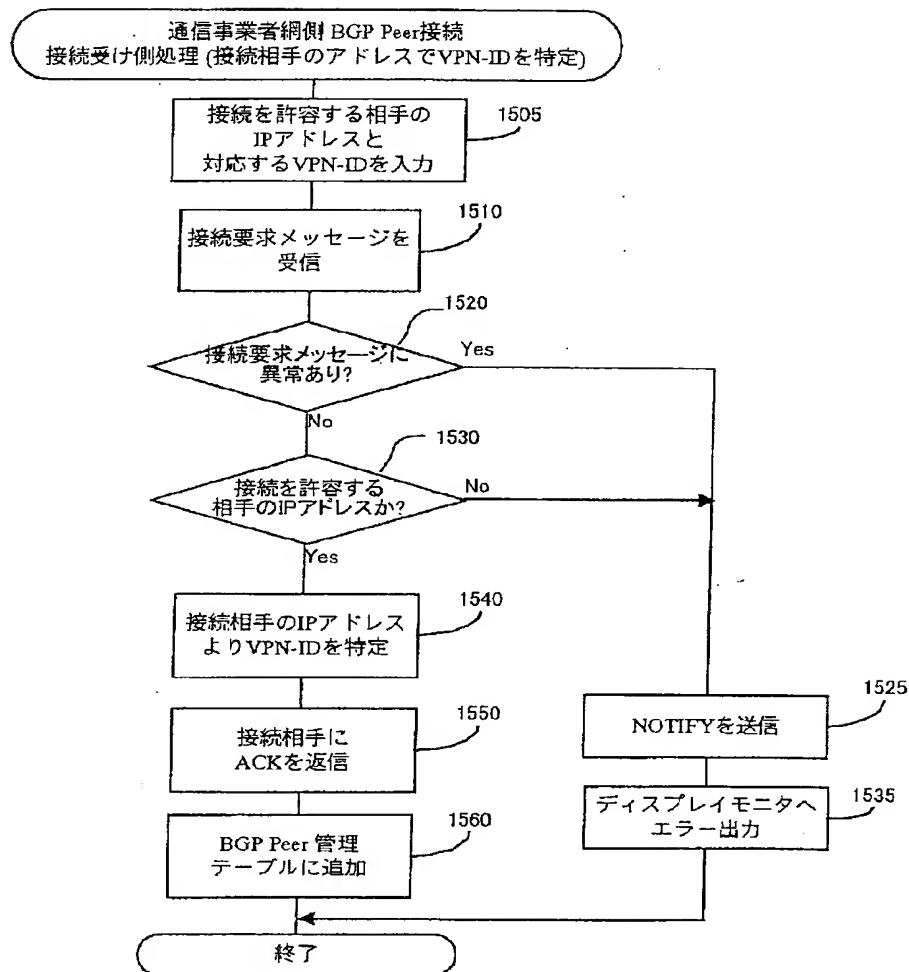 通信事業者網側 BGP Peer接続
接続受け側処理 (接続相手のアドレスでVPN-IDを特定)
接続を許容する相手の
IPアドレスと
対応するVPN-IDを入力
1505
接続要求メッセージを
受信
1510
1520
接続要求メッセージに
異常あり?
Yes
No
1530
接続を許容する
相手のIPアドレスか?
No
Yes
接続相手のIPアドレス
よりVPN-IDを特定
1540
接続相手に
ACKを返信
1550
NOTIFYを送信
1525
ディスプレイモニタへ
エラー出力
1535
BGP Peer 管理
テーブルに追加
1560
終了